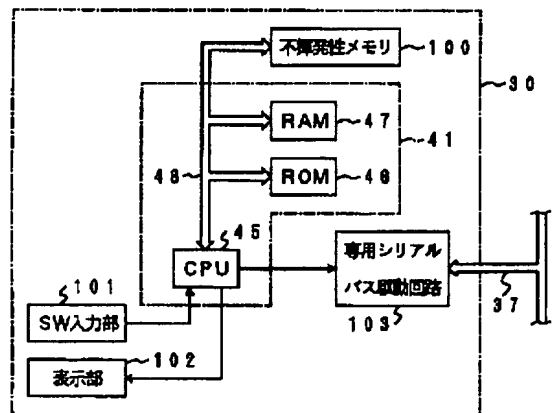 不揮発性メモリ
100
30
RAM
47
41
48
ROM
46
45
CPU
専用シリアル
バス駆動回路
101
SW入力部
103
37
102
表示部